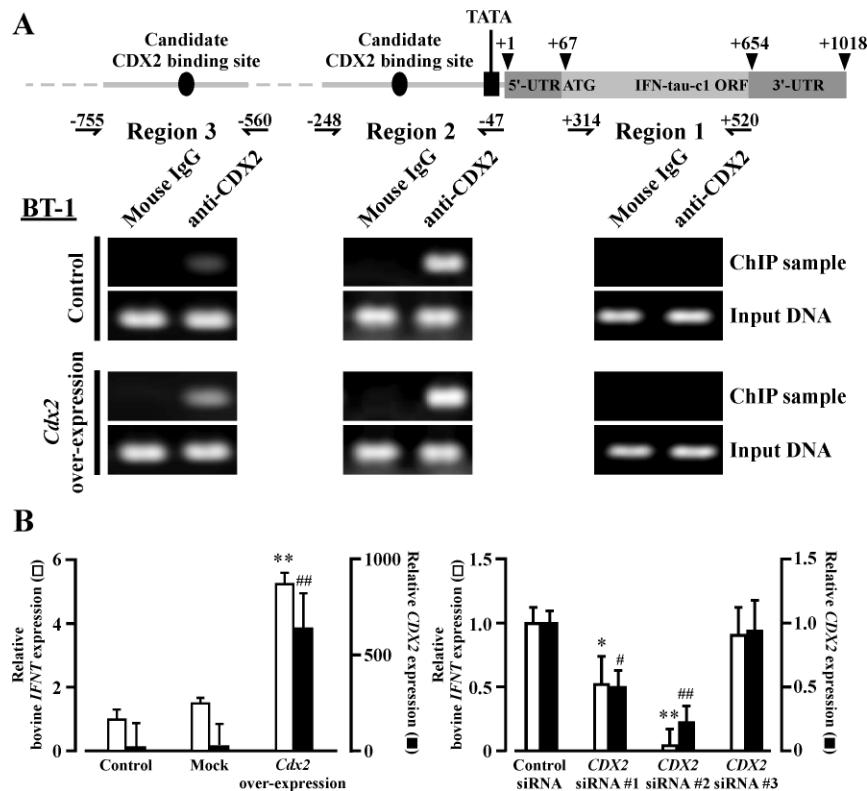 A
TATA
Candidate
CDX2 binding site
Candidate
CDX2 binding site
+1
+67
+654
+1018
5'-UTR ATG IFN-tau-c1 ORF 3'-UTR
-755 Region 3 -560
-248 Region 2 -47
+314 Region 1 +520
BT-1
Mouse IgG
anti-CDX2
Mouse IgG
anti-CDX2
Mouse IgG
anti-CDX2
Control
ChIP sample
Input DNA
Cdx2
over-expression
ChIP sample
Input DNA
B
Relative
bovine IFNT expression (□)
6
4
2
0
**
##
1000
500
0
Relative CDX2 expression (■)
Control
Mock
Cdx2
over-expression
Relative
bovine IFNT expression (□)
1.5
1.0
0.5
0
*
#
**
##
1.5
1.0
0.5
0
Relative CDX2 expression (■)
Control
siRNA
CDX2
siRNA #1
CDX2
siRNA #2
CDX2
siRNA #3